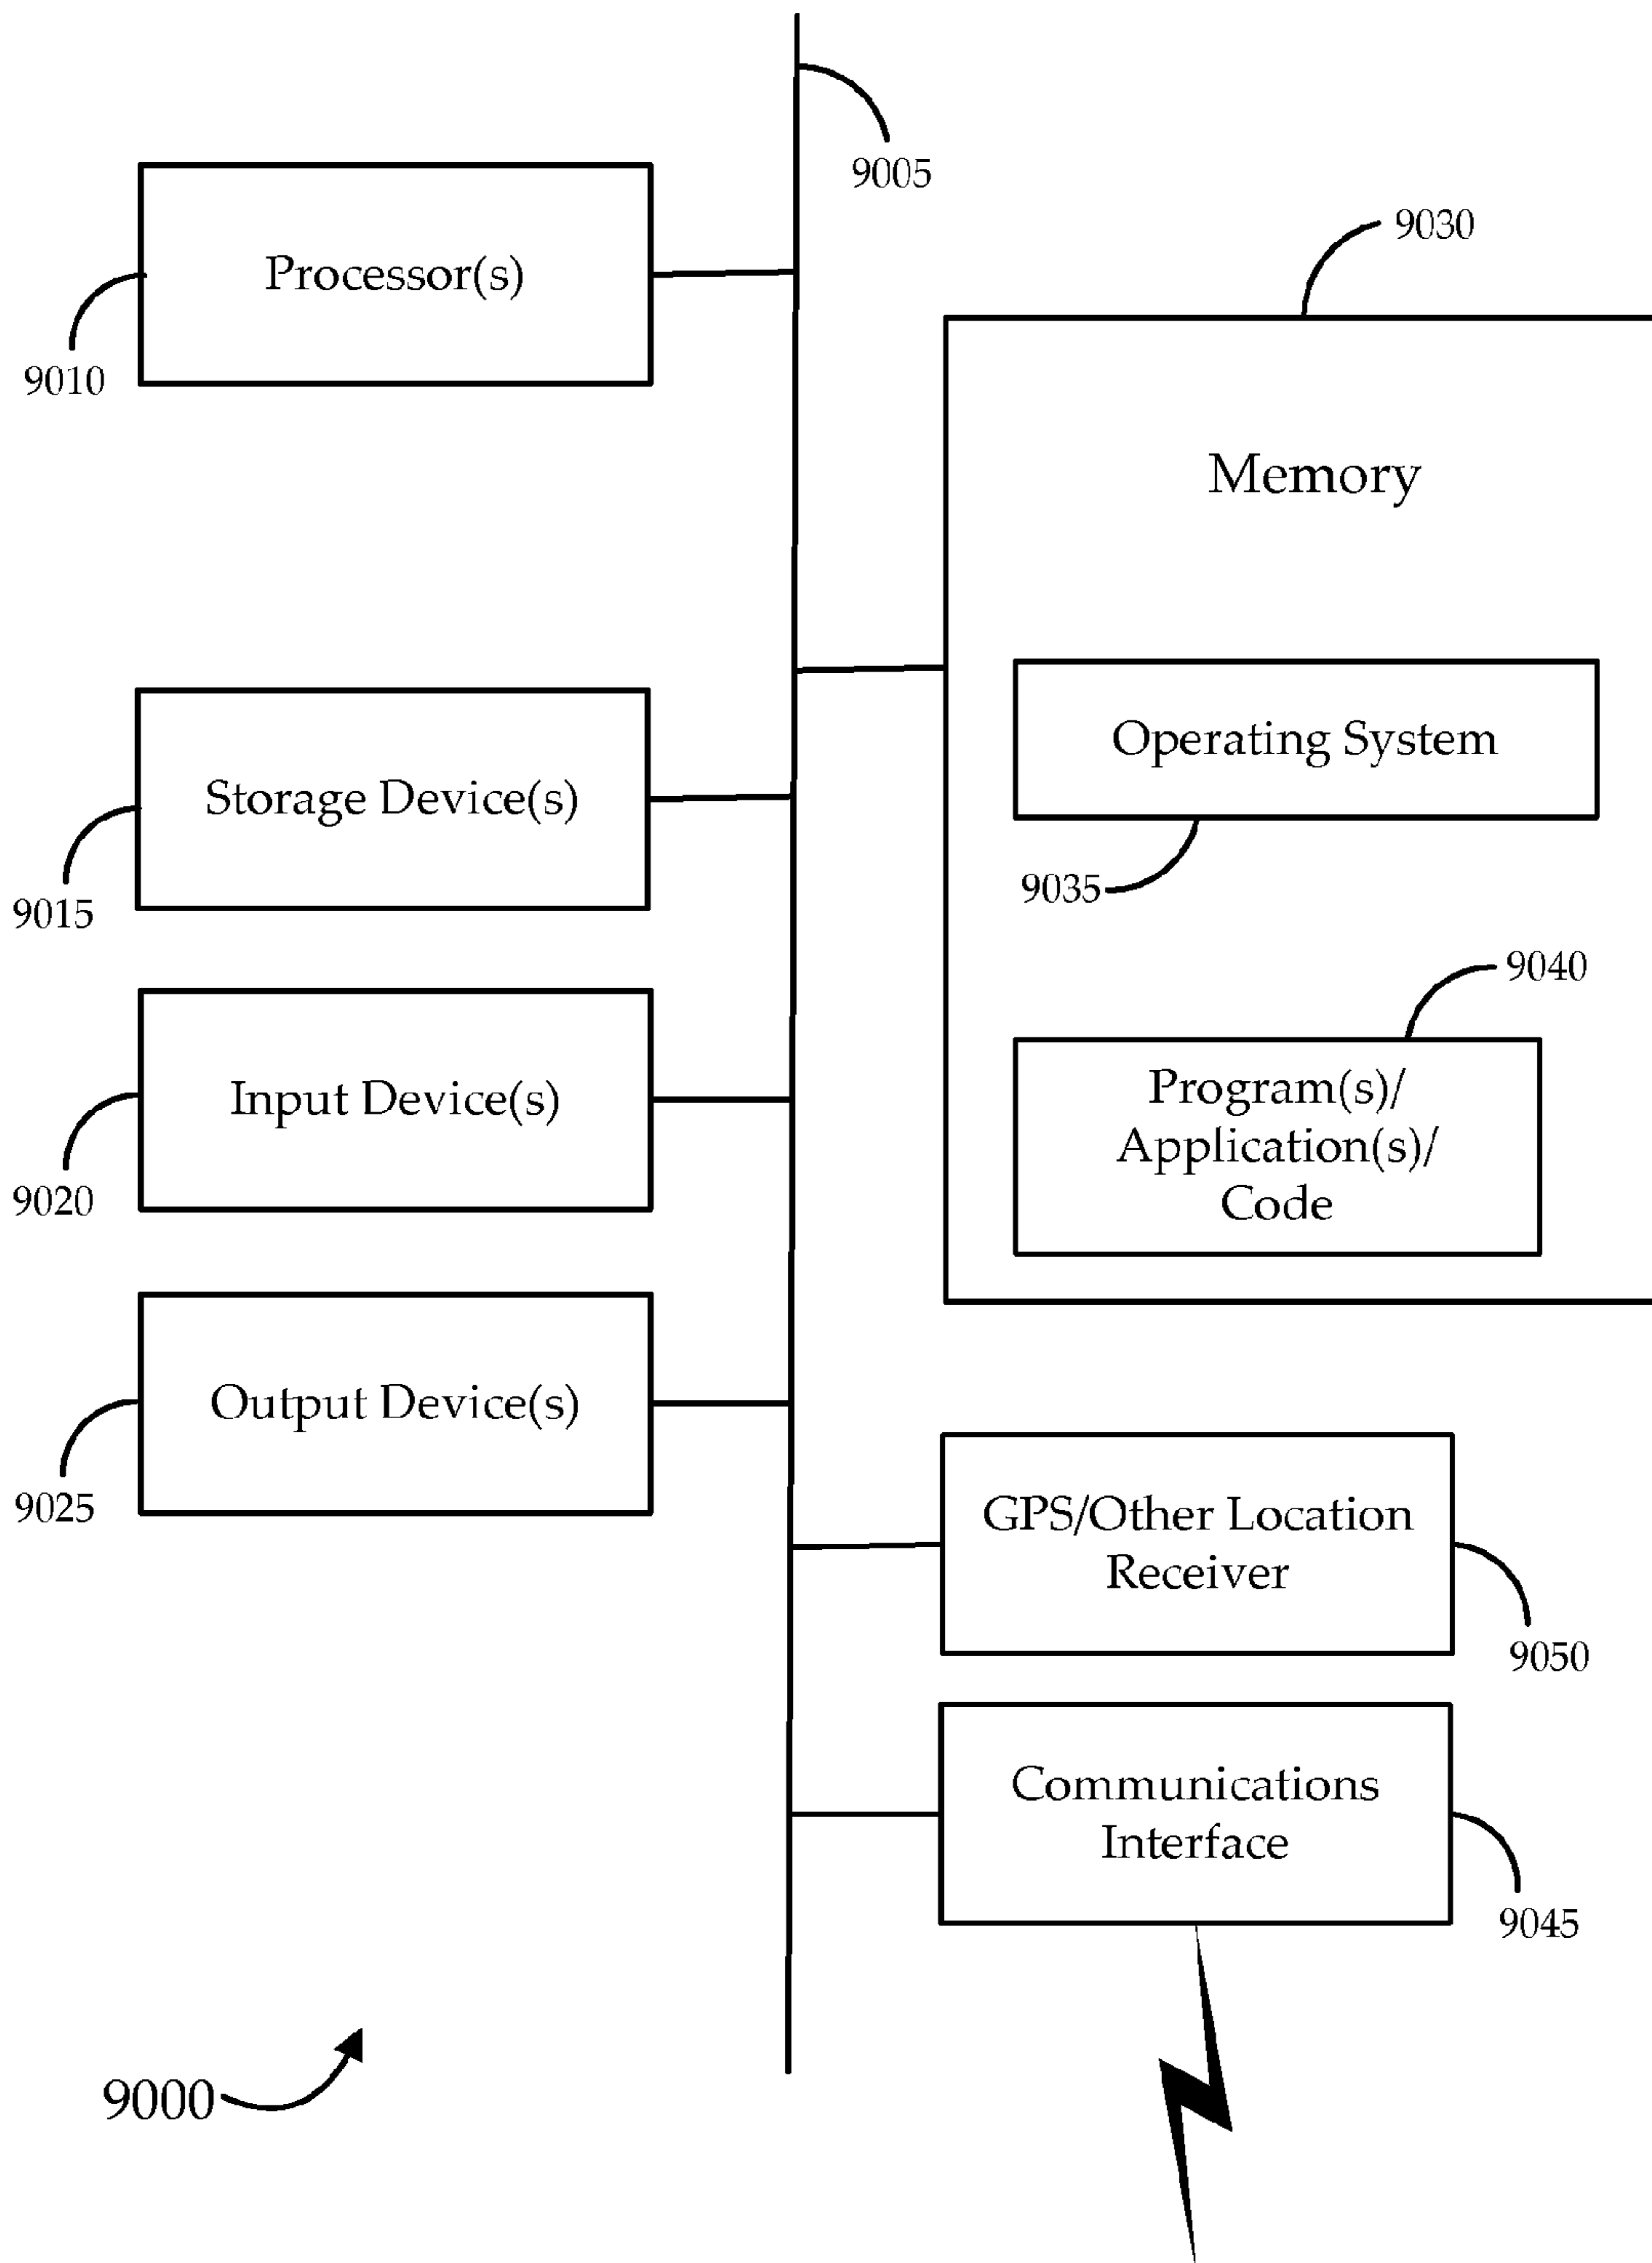 9005
9030
Processor(s)
9010
Memory
Operating System
9035
Storage Device(s)
9015
9040
Program(s)/
Application(s)/
Code
Input Device(s)
9020
Output Device(s)
9025
GPS/Other Location
Receiver
9050
Communications
Interface
9045
9000